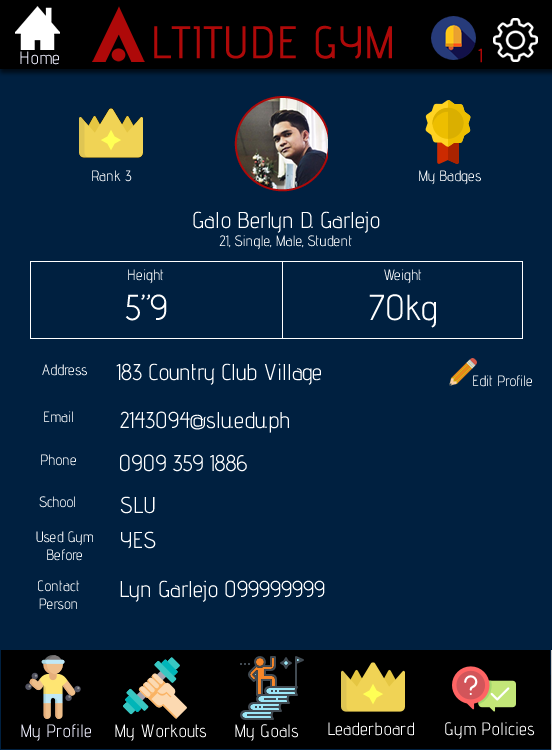 Home
ALTITUDE GYM
1
Rank 3
My Badges
Galo Berlyn D. Garlejo
21, Single, Male, Student
Height
Weight
5”9
70kg
Address
183 Country Club Village
Edit Profile
Email
2143094@slu.edu.ph
Phone
0909 359 1886
School
SLU
Used Gym
Before
YES
Contact
Person
Lyn Garlejo 099999999
My Profile
My Workouts
My Goals
Leaderboard
Gym Policies
?